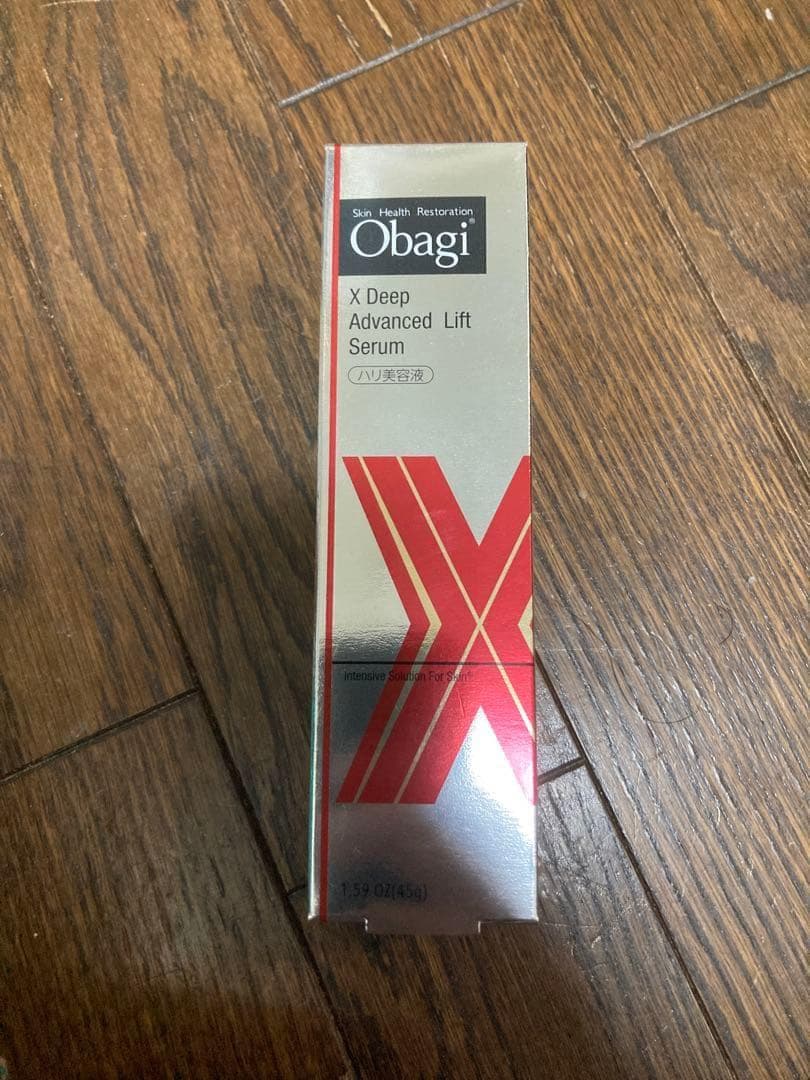 Skin Health Restoration
Obagi®
X Deep
Advanced Lift
Serum
ハリ美容液
X
Intensive Solution For Skin®
1.59 OZ(45g)